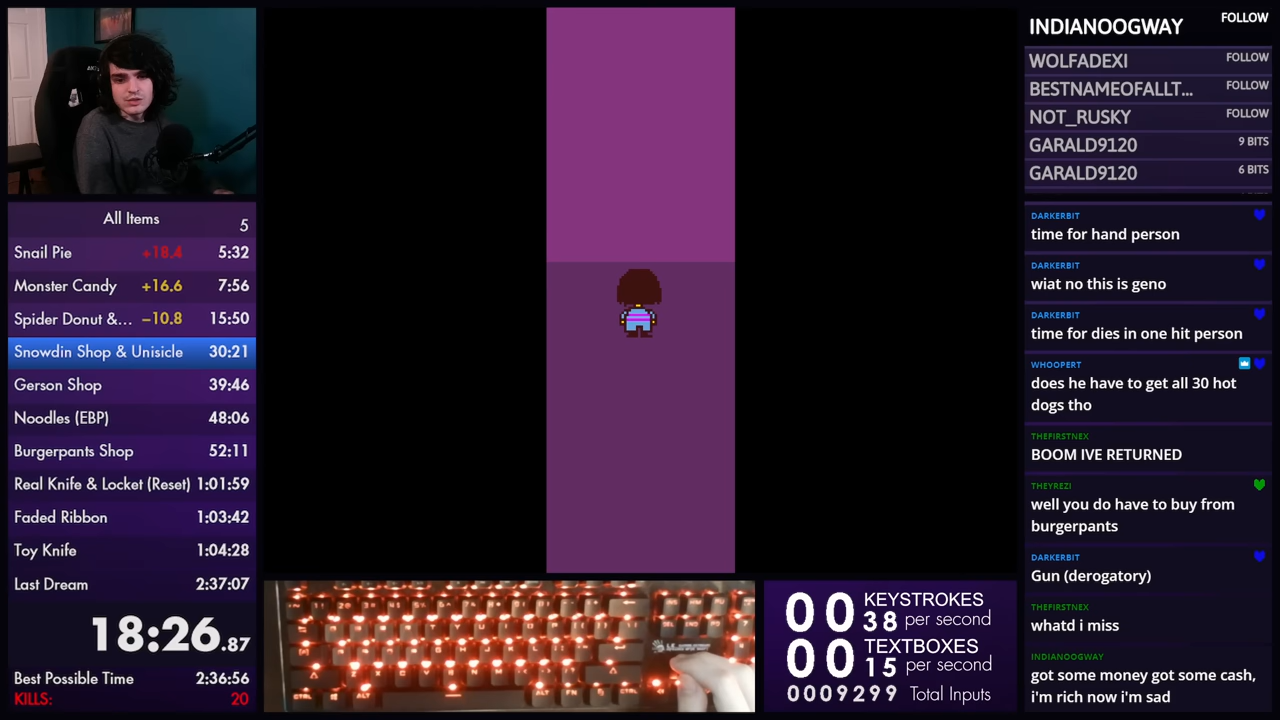 All Items
5
Snail Pie +18.4 5:32
Monster Candy +16.6 7:56
Spider Donut &... −10.8 15:50
Snowdin Shop & Unisicle 30:21
Gerson Shop 39:46
Noodles (EBP) 48:06
Burgerpants Shop 52:11
Real Knife & Locket (Reset) 1:01:59
Faded Ribbon 1:03:42
Toy Knife 1:04:28
Last Dream 2:37:07
18:26.87
Best Possible Time 2:36:56
KILLS: 20
00.38 KEYSTROKES per second
00.15 TEXTBOXES per second
0009299 Total Inputs
INDIANOOGWAY FOLLOW
WOLFADEXI FOLLOW
BESTNAMEOFALLT... FOLLOW
NOT_RUSKY FOLLOW
GARALD9120 9 BITS
GARALD9120 6 BITS
DARKERBIT
time for hand person
DARKERBIT
wiat no this is geno
DARKERBIT
time for dies in one hit person
WHOOPERT
does he have to get all 30 hot
dogs tho
THEFIRSTNEX
BOOM IVE RETURNED
THEYREZI
well you do have to buy from
burgerpants
DARKERBIT
Gun (derogatory)
THEFIRSTNEX
whatd i miss
INDIANOOGWAY
got some money got some cash,
i'm rich now i'm sad